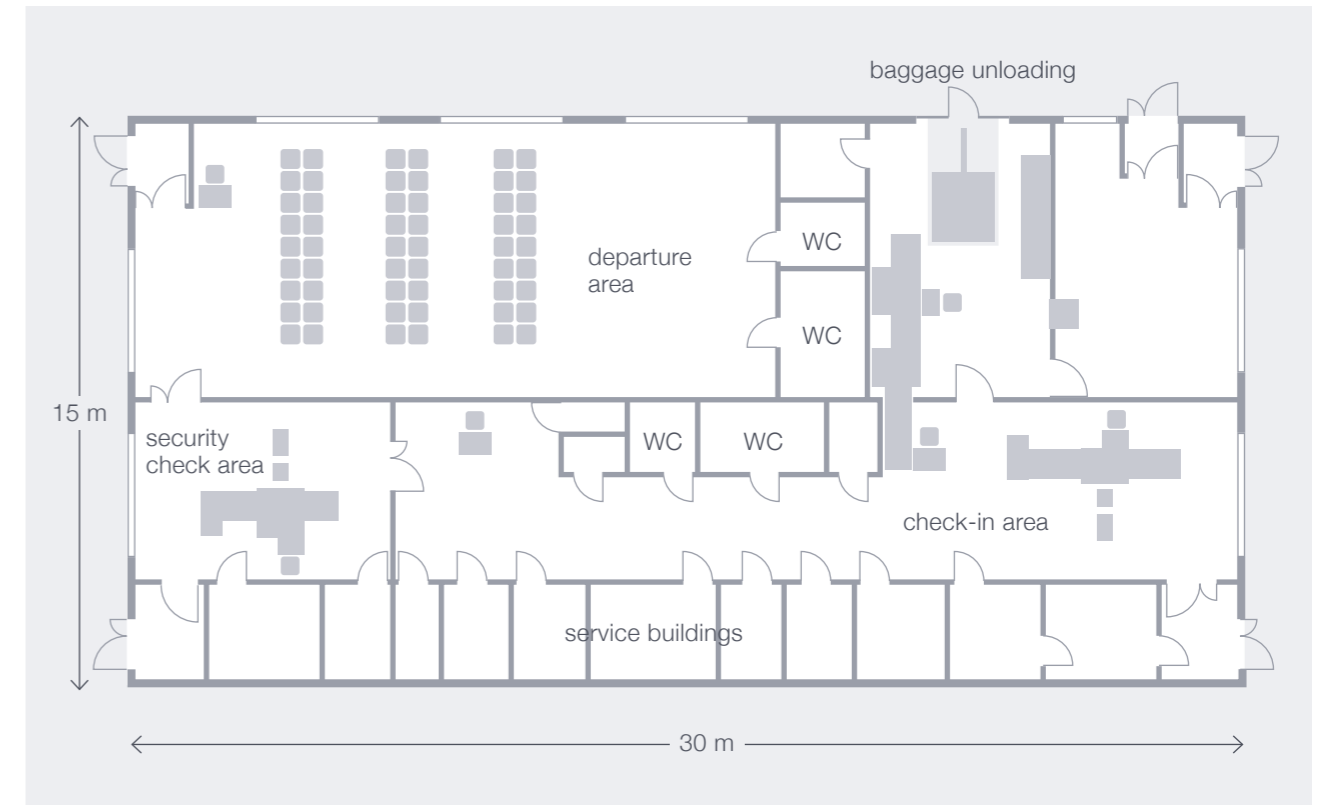 baggage unloading
departure
area
WC
WC
15 m
security
check area
WC
WC
check-in area
service buildings
30 m